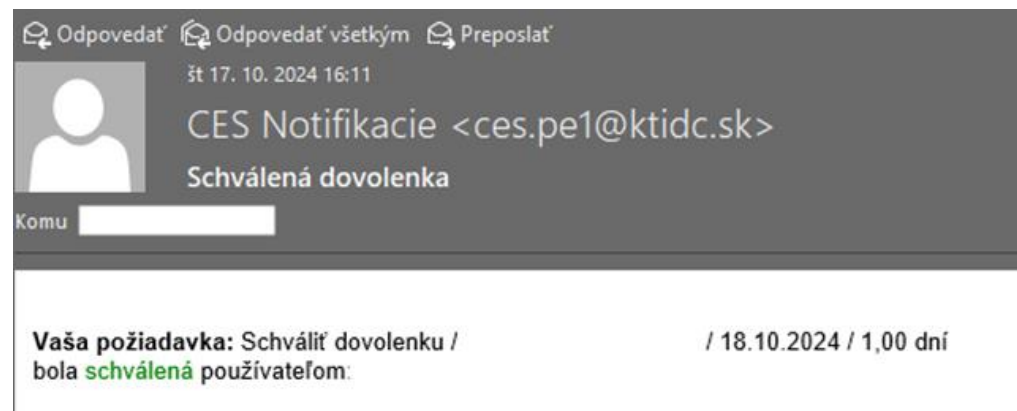 Odpovedať Odpovedať všetkým Preposlať
št 17. 10. 2024 16:11
CES Notifikacie <ces.pe1@ktidc.sk>
Schválená dovolenka
Komu
Vaša požiadavka: Schváliť dovolenku / / 18.10.2024 / 1,00 dní
bola schválená používateľom: